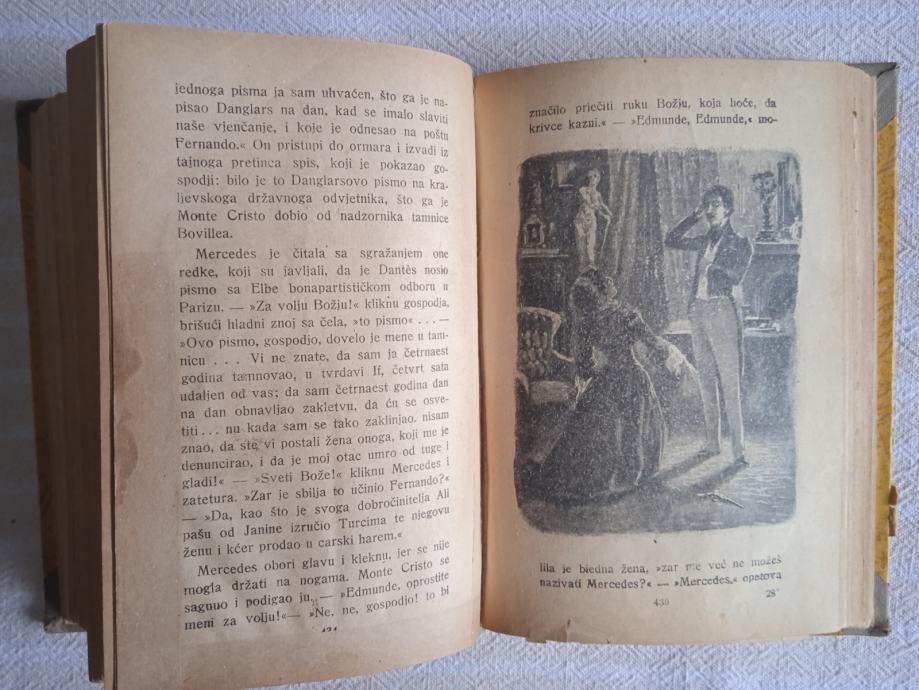 jednoga pisma ja sam uhvaćen, što ga je na-
pisao Danglars na dan, kad se imalo slaviti
naše vjenčanje, i koje je odnesao na poštu
Fernando.« On pristupi do ormara i izvadi iz
tajnoga pretinca spis, koji je pokazao go-
spodji: bilo je to Danglarsovo pismo na kra-
ljevskoga državnoga odvjetnika, što ga je
Monte Cristo dobio od nadzornika tamnice
Bovillea.
Mercedes je čitala sa sgražanjem one
redke, koji su javljali, da je Dantès nosio
pismo sa Elbe bonapartističkom odboru u
Parizu. — »Za volju Božju!« kliknu gospodja,
brišući hladni znoj sa čela, »to pismo« . . . —
»Ovo pismo, gospodjo, dovelo je mene u tam-
nicu . . . Vi ne znate, da sam ja četrnaest
godina tamnovao, u tvrdavi If, četvrt sata
udaljen od vas; da sam četrnaest godina dan
na dan obnavljao zakletvu, da ću se osve-
titi . . . nu kada sam se tako zaklinjao. nisam
znao, da ste vi postali žena onoga, koji me je
denuncirao, i da je moj otac umro od tuge i
gladi!« — »Sveti Bože!« kliknu Mercedes i
zatetura. »Zar je sbilja to učinio Fernando?«
— »Da, kao što je svoga dobročinitelja Ali
pašu od Janine izručio Turcima te njegovu
ženu i kćer prodao u carski harem.«
Mercedes obori glavu i kleknu, jer se nije
mogla držati na nogama. Monte Cristo se
sagnuo i podigao ju. — »Edmunde, oprostite
meni za volju!«— »Ne, ne, gospodjo! to bi
434
značilo priečiti ruku Božju, koja hoće, da
krivce kazni.« — »Edmunde, Edmunde,« mo-
lila je biedna žena, »zar me već ne možeš
nazivati Mercedes?« — »Mercedes,« opetova
435
28*